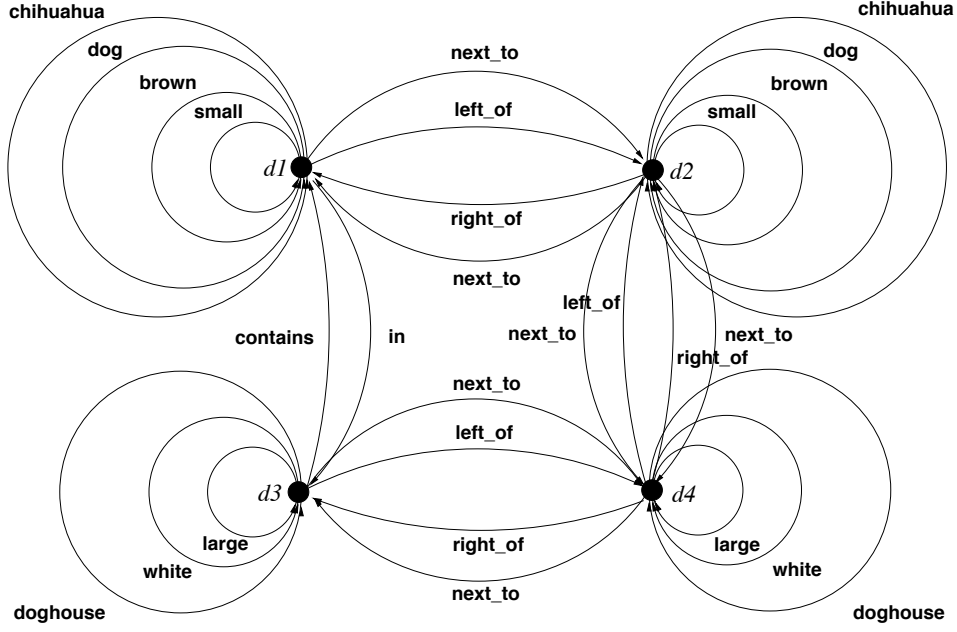 chihuahua
chihuahua
dog
next_to
dog
brown
brown
small
left_of
small
d1
d2
right_of
next_to
left_of
contains
in
next_to
next_to
right_of
next_to
left_of
d3
d4
large
right_of
large
white
white
next_to
doghouse
doghouse